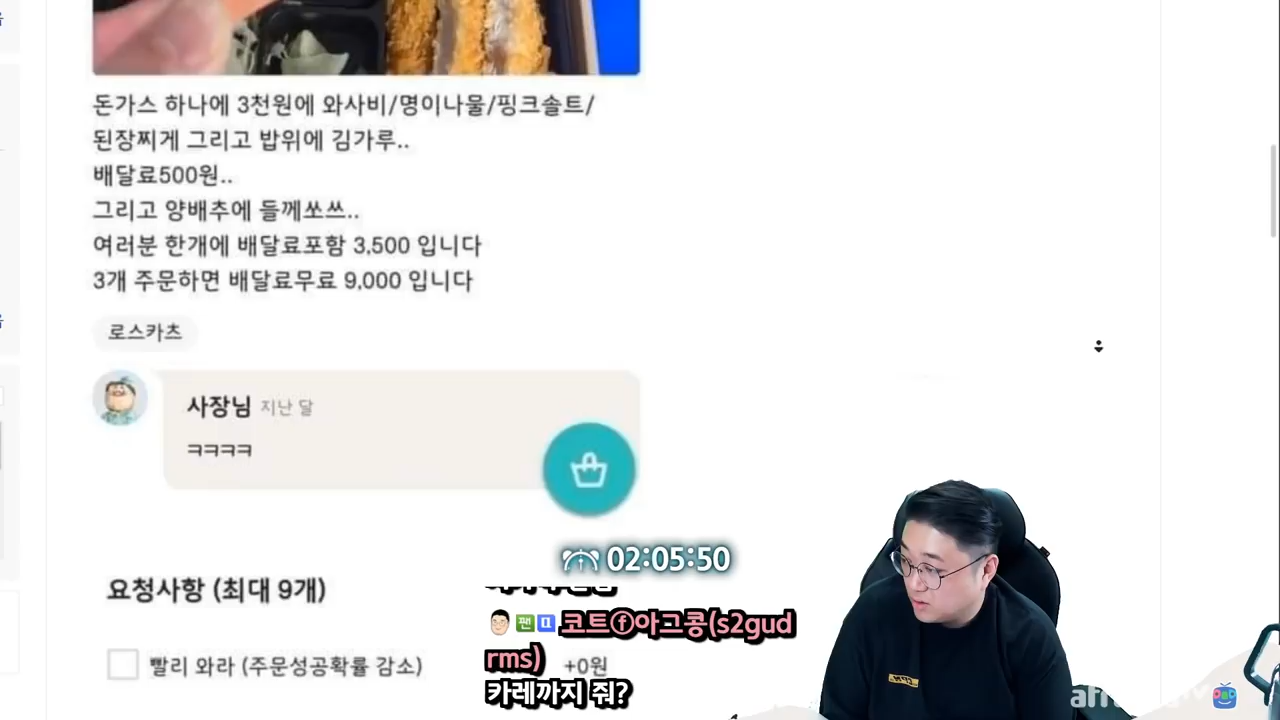 돈가스 하나에 3천원에 와사비/명이나물/핑크솔트/
된장찌게 그리고 밥위에 김가루..
배달료500원..
그리고 양배추에 들께쏘쓰..
여러분 한개에 배달료포함 3,500 입니다
3개 주문하면 배달료무료 9,000 입니다
로스카츠
사장님 지난 달
ㅋㅋㅋㅋ
02:05:50
요청사항 (최대 9개)
팬 코트ⓕ아그콩(s2gud
rms)
빨리 와라 (주문성공확률 감소) +0원
카레까지 줘?